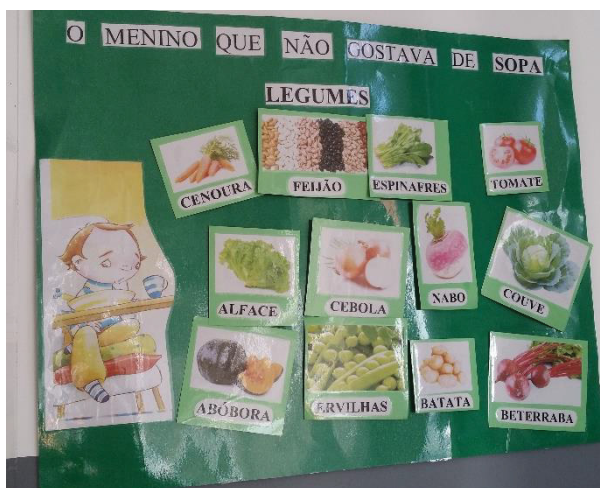 O MENINO QUE NÃO GOSTAVA DE SOPA
LEGUMES
CENOURA
FEIJÃO
ESPINAFRES
TOMATE
ALFACE
CEBOLA
NABO
COUVE
ABÓBORA
ERVILHAS
BATATA
BETERRABA